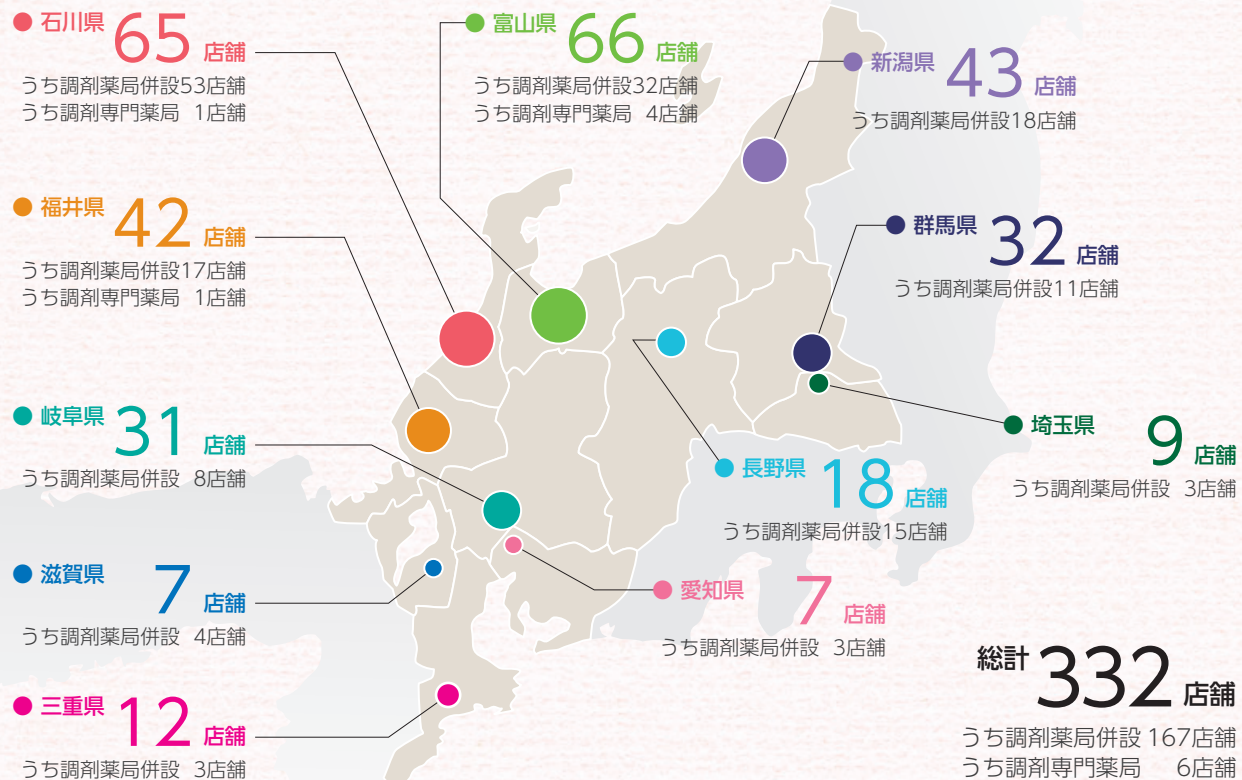 石川県 65 店舗
うち調剤薬局併設53店舗
うち調剤専門薬局 1店舗
富山県 66 店舗
うち調剤薬局併設32店舗
うち調剤専門薬局 4店舗
新潟県 43 店舗
うち調剤薬局併設18店舗
福井県 42 店舗
うち調剤薬局併設17店舗
うち調剤専門薬局 1店舗
群馬県 32 店舗
うち調剤薬局併設11店舗
岐阜県 31 店舗
うち調剤薬局併設 8店舗
長野県 18 店舗
うち調剤薬局併設15店舗
埼玉県 9 店舗
うち調剤薬局併設 3店舗
滋賀県 7 店舗
うち調剤薬局併設 4店舗
愛知県 7 店舗
うち調剤薬局併設 3店舗
三重県 12 店舗
うち調剤薬局併設 3店舗
総計 332 店舗
うち調剤薬局併設 167店舗
うち調剤専門薬局 6店舗